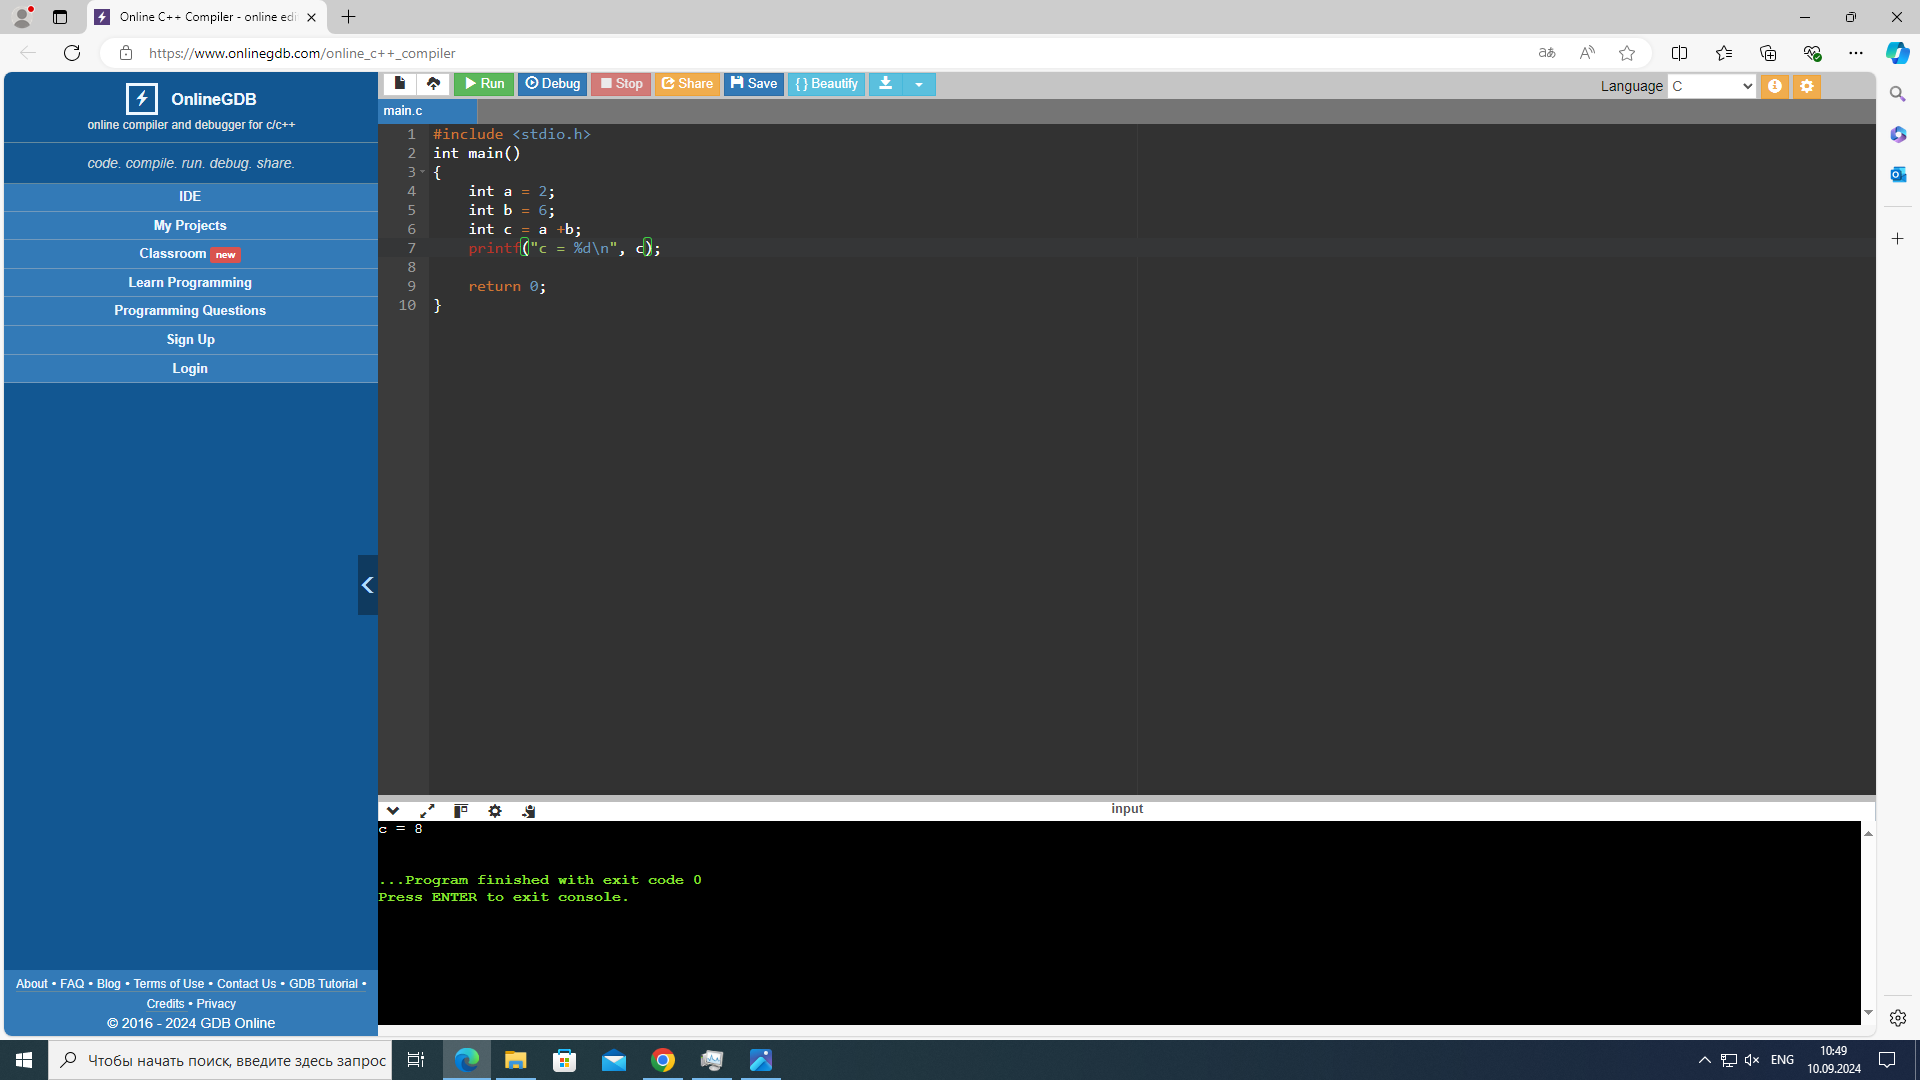 Online C++ Compiler - online edi
https://www.onlinegdb.com/online_c++_compiler
OnlineGDB
online compiler and debugger for c/c++
code. compile. run. debug. share.
IDE
My Projects
Classroom new
Learn Programming
Programming Questions
Sign Up
Login
About • FAQ • Blog • Terms of Use • Contact Us • GDB Tutorial •
Credits • Privacy
© 2016 - 2024 GDB Online
Run Debug Stop Share Save { } Beautify
Language C
main.c
1 #include <stdio.h>
2 int main()
3 {
4     int a = 2;
5     int b = 6;
6     int c = a +b;
7     printf("c = %d\n", c);
8
9     return 0;
10 }
input
c = 8
...Program finished with exit code 0
Press ENTER to exit console.
Чтобы начать поиск, введите здесь запрос
ENG
10:49
10.09.2024